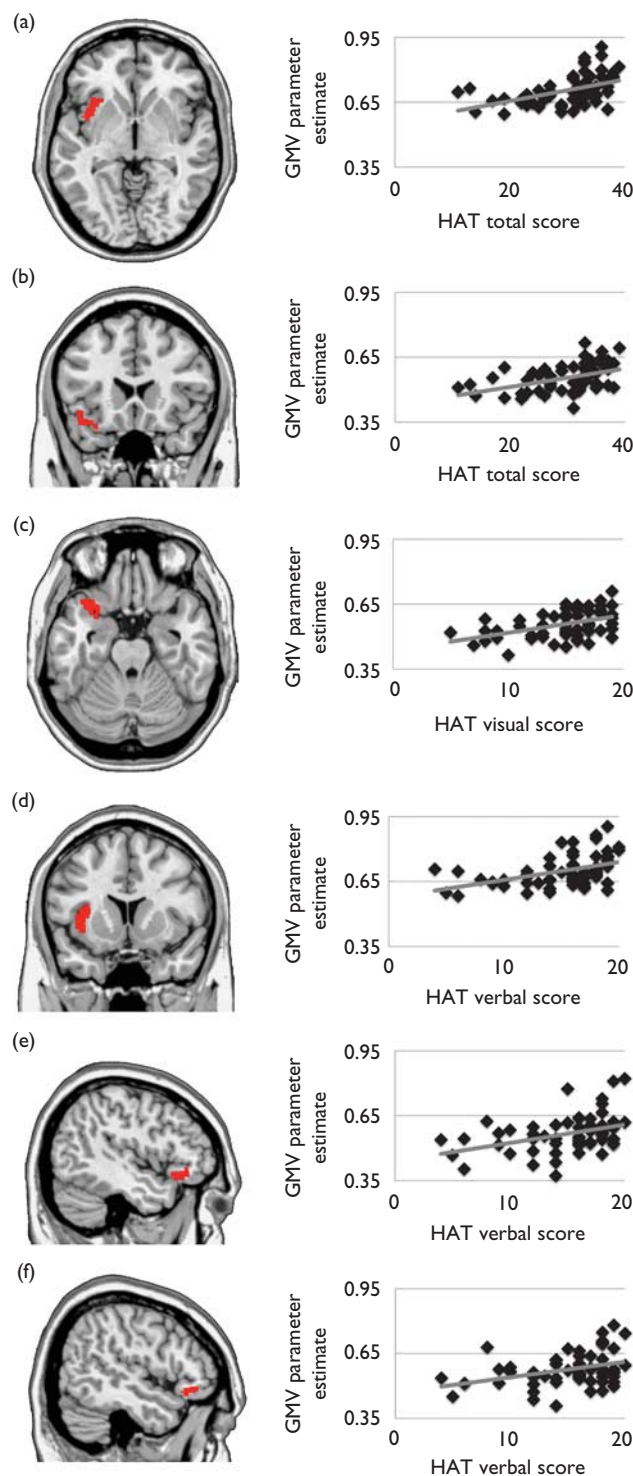 (a)
GMV parameter
estimate
0.95
0.65
0.35
0
20
40
HAT total score
(b)
GMV parameter
estimate
0.95
0.65
0.35
0
20
40
HAT total score
(c)
GMV parameter
estimate
0.95
0.65
0.35
0
10
20
HAT visual score
(d)
GMV parameter
estimate
0.95
0.65
0.35
0
10
20
HAT verbal score
(e)
GMV parameter
estimate
0.95
0.65
0.35
0
10
20
HAT verbal score
(f)
GMV parameter
estimate
0.95
0.65
0.35
0
10
20
HAT verbal score